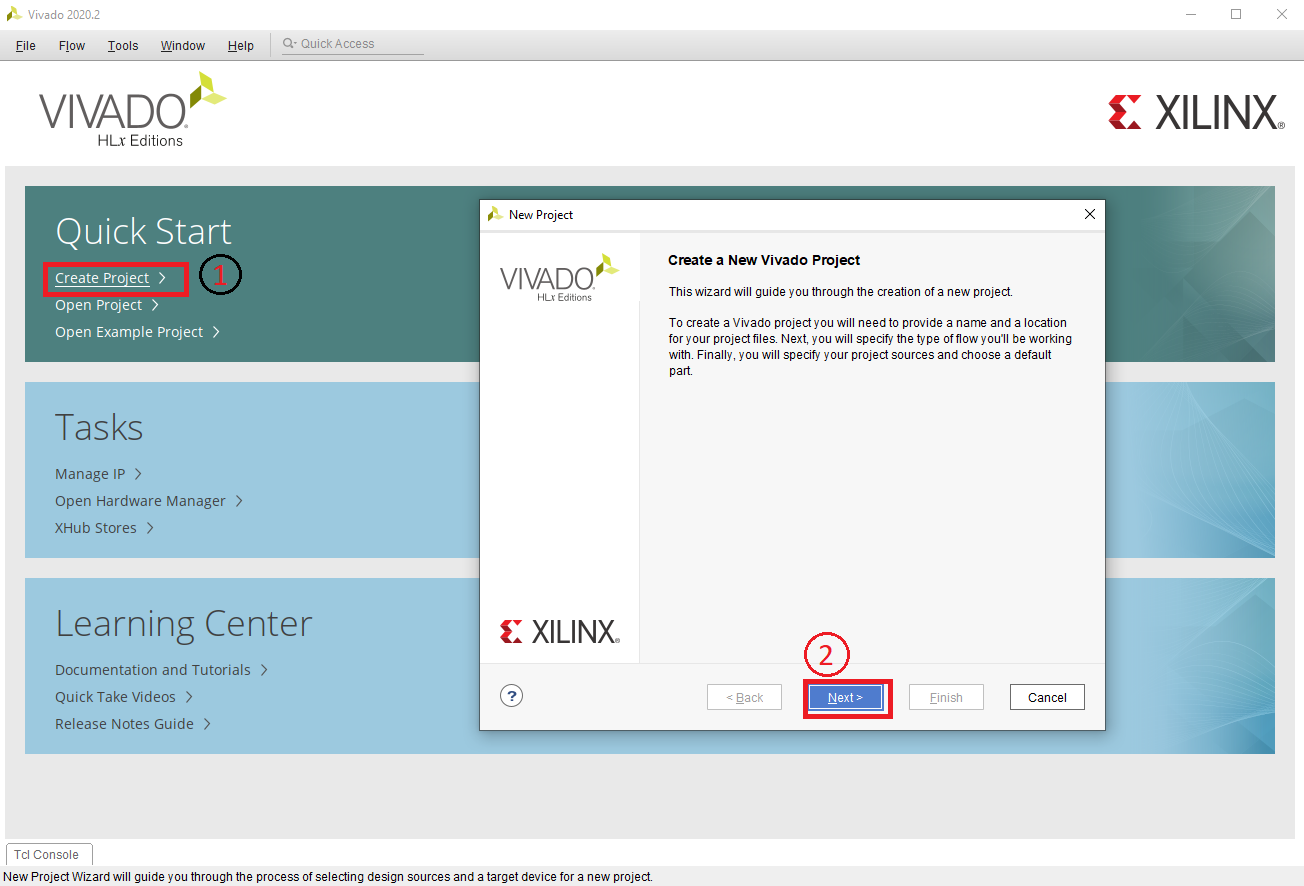 Vivado 2020.2
File Flow Tools Window Help Quick Access
VIVADO
HLx Editions
XILINX®
Quick Start
Create Project >
1
Open Project >
Open Example Project >
Tasks
Manage IP >
Open Hardware Manager >
XHub Stores >
Learning Center
Documentation and Tutorials >
Quick Take Videos >
Release Notes Guide >
New Project
VIVADO
HLx Editions
Create a New Vivado Project
This wizard will guide you through the creation of a new project.
To create a Vivado project you will need to provide a name and a location
for your project files. Next, you will specify the type of flow you'll be working
with. Finally, you will specify your project sources and choose a default
part.
XILINX®
2
? < Back Next > Finish Cancel
Tcl Console
New Project Wizard will guide you through the process of selecting design sources and a target device for a new project.